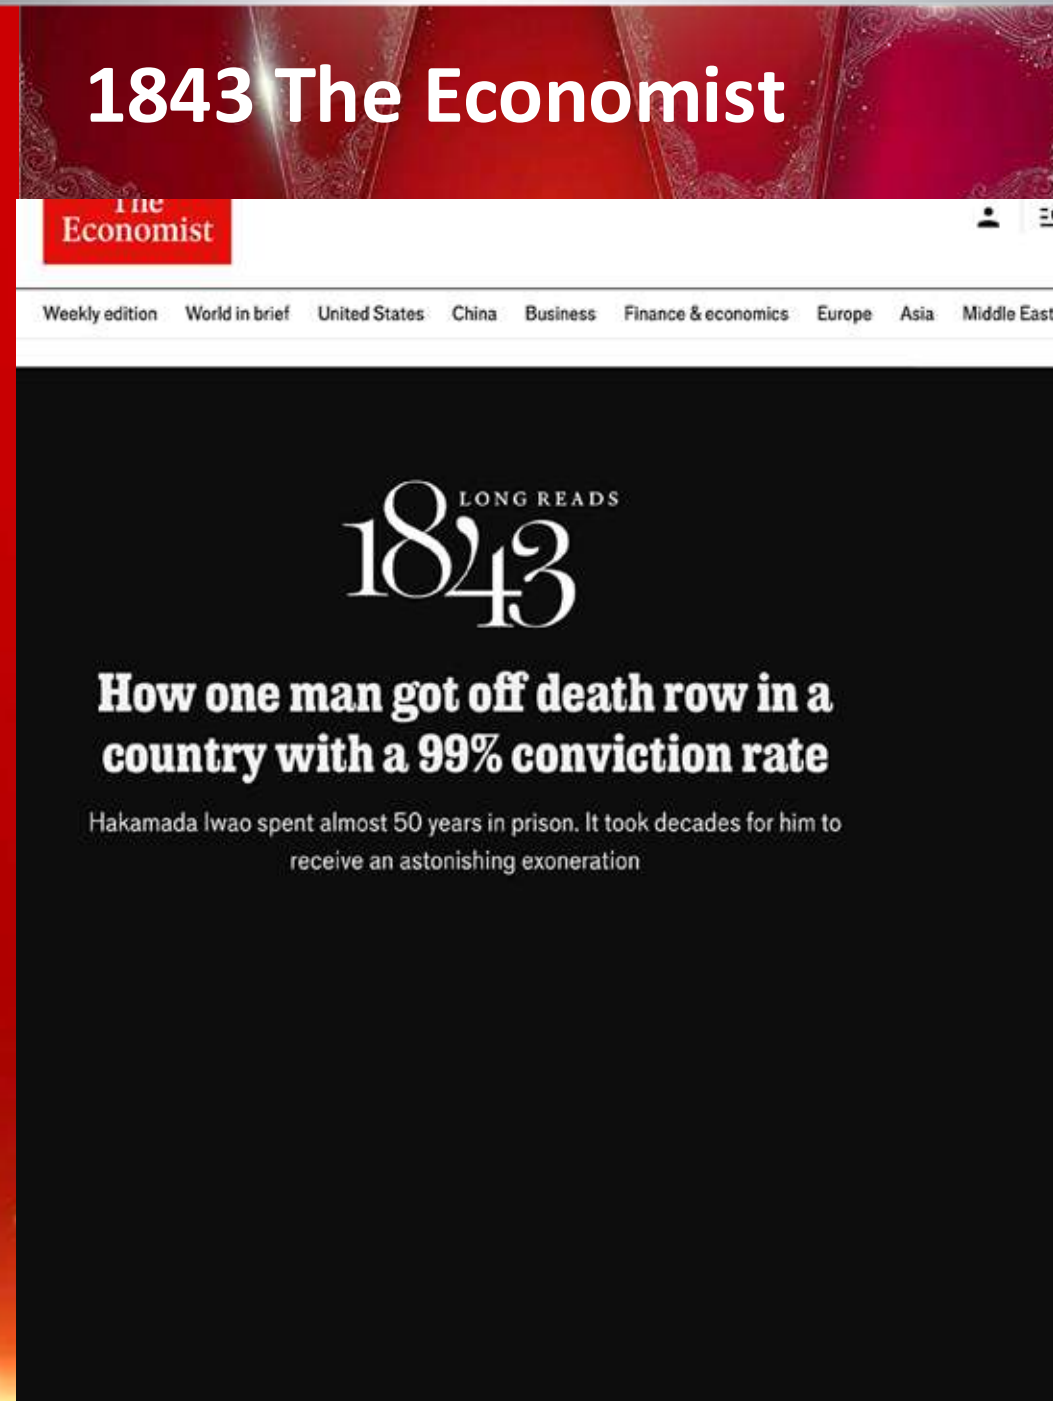 1843 The Economist
The
Economist
Weekly edition World in brief United States China Business Finance & economics Europe Asia Middle East
LONG READS
1843
How one man got off death row in a
country with a 99% conviction rate
Hakamada Iwao spent almost 50 years in prison. It took decades for him to
receive an astonishing exoneration